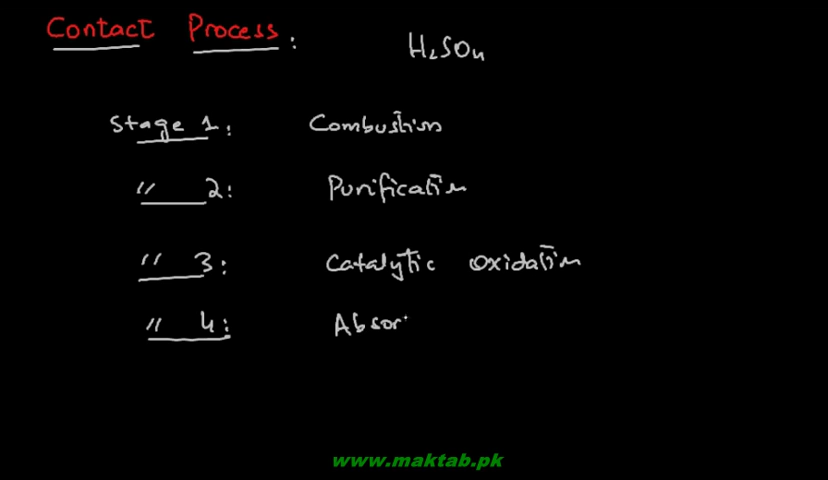 Contact Process:
H₂SO₄
Stage 1: Combustion
" 2: Purification
" 3: Catalytic oxidation
" 4: Absor
www.maktab.pk